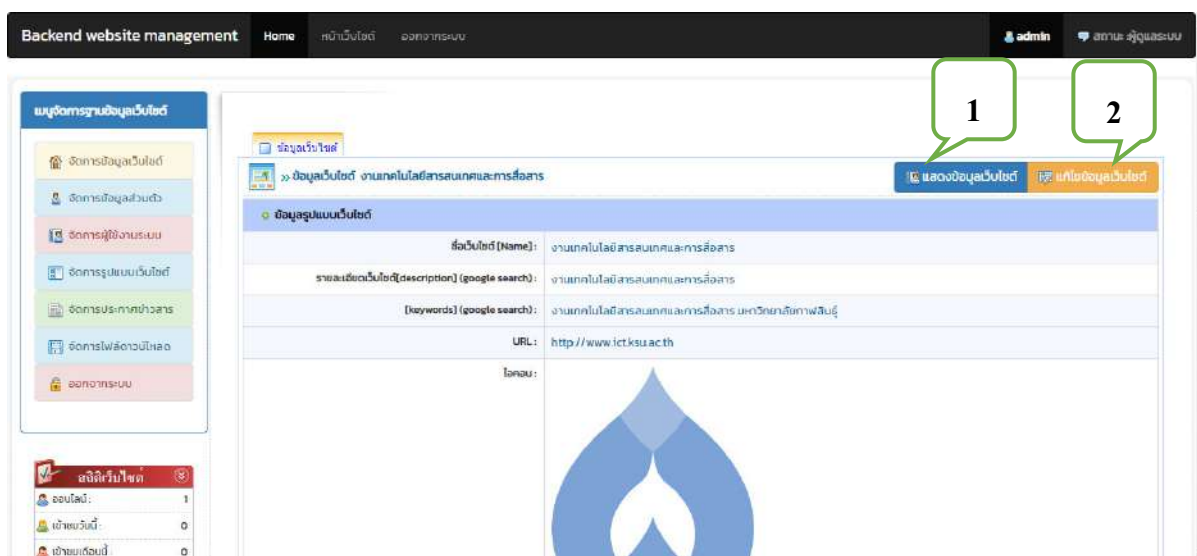 Backend website management Home หน้าเว็บไซต์ ออกจากระบบ admin สถานะ :ผู้ดูแลระบบ
1
2
เมนูจัดการฐานข้อมูลเว็บไซต์
จัดการข้อมูลเว็บไซต์
จัดการข้อมูลส่วนตัว
จัดการผู้ใช้งานระบบ
จัดการรูปแบบเว็บไซต์
จัดการประกาศข่าวสาร
จัดการไฟล์ดาวน์โหลด
ออกจากระบบ
สถิติเว็บไซต์
ออนไลน์ : 1
เข้าชมวันนี้ : 0
เข้าชมเดือนนี้ : 0
ข้อมูลเว็บไซต์
» ข้อมูลเว็บไซต์ งานเทคโนโลยีสารสนเทศและการสื่อสาร แสดงข้อมูลเว็บไซต์ แก้ไขข้อมูลเว็บไซต์
ข้อมูลรูปแบบเว็บไซต์
ชื่อเว็บไซต์ [Name] : งานเทคโนโลยีสารสนเทศและการสื่อสาร
รายละเอียดเว็บไซต์[description] (google search) : งานเทคโนโลยีสารสนเทศและการสื่อสาร
[keywords] (google search) : งานเทคโนโลยีสารสนเทศและการสื่อสาร มหาวิทยาลัยกาฬสินธุ์
URL : http://www.ict.ksu.ac.th
ไอคอน :